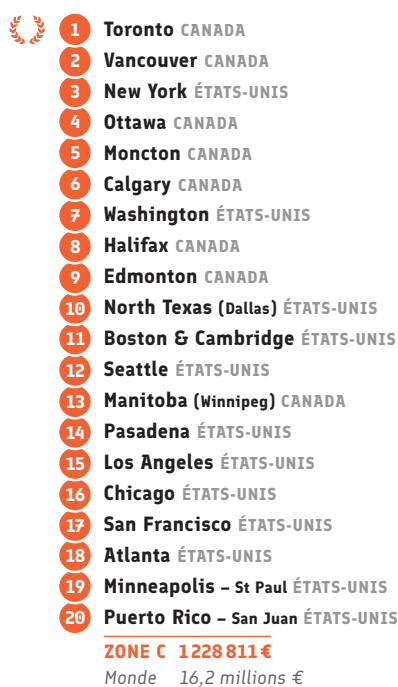 1 Toronto CANADA
2 Vancouver CANADA
3 New York ÉTATS-UNIS
4 Ottawa CANADA
5 Moncton CANADA
6 Calgary CANADA
7 Washington ÉTATS-UNIS
8 Halifax CANADA
9 Edmonton CANADA
10 North Texas (Dallas) ÉTATS-UNIS
11 Boston & Cambridge ÉTATS-UNIS
12 Seattle ÉTATS-UNIS
13 Manitoba (Winnipeg) CANADA
14 Pasadena ÉTATS-UNIS
15 Los Angeles ÉTATS-UNIS
16 Chicago ÉTATS-UNIS
17 San Francisco ÉTATS-UNIS
18 Atlanta ÉTATS-UNIS
19 Minneapolis – St Paul ÉTATS-UNIS
20 Puerto Rico – San Juan ÉTATS-UNIS
ZONE C 1 228 811 €
Monde 16,2 millions €